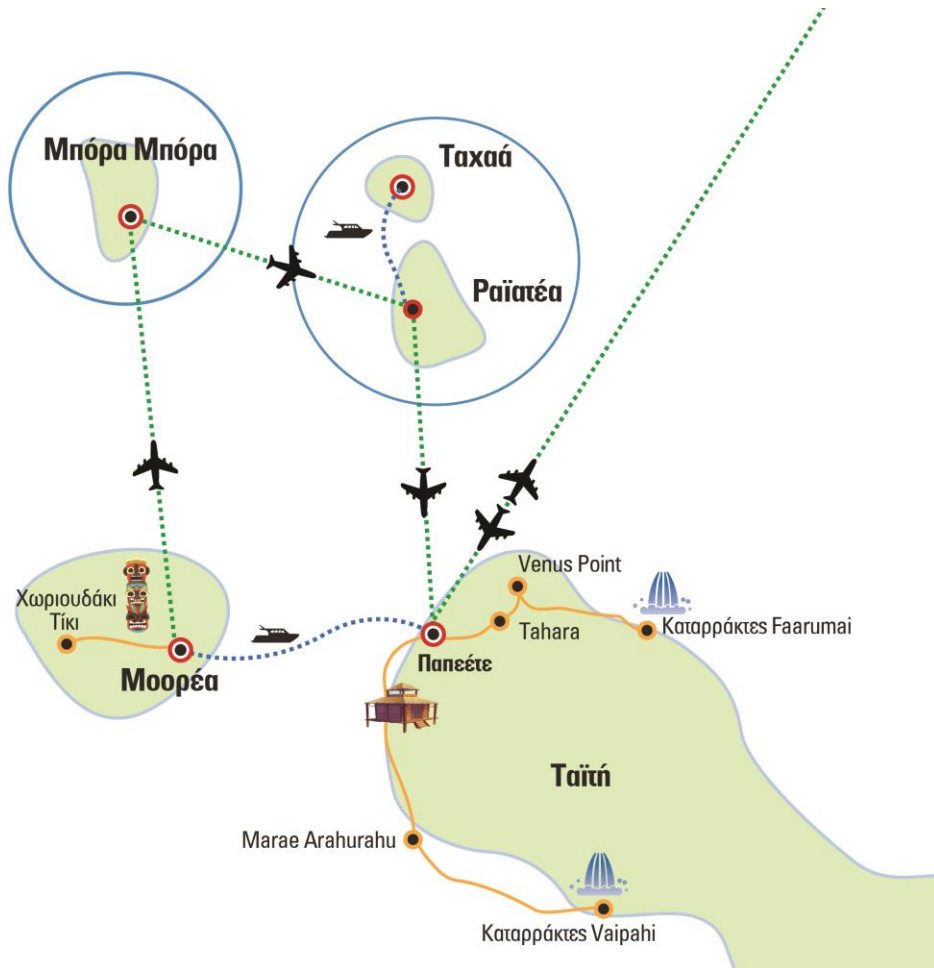 Μπόρα Μπόρα
Ταχαά
Ραϊατέα
Venus Point
Χωριουδάκι
Τίκι
Tahara
Καταρράκτες Faarumai
Παπεέτε
Μοορέα
Ταϊτή
Marae Arahurahu
Καταρράκτες Vaipahi